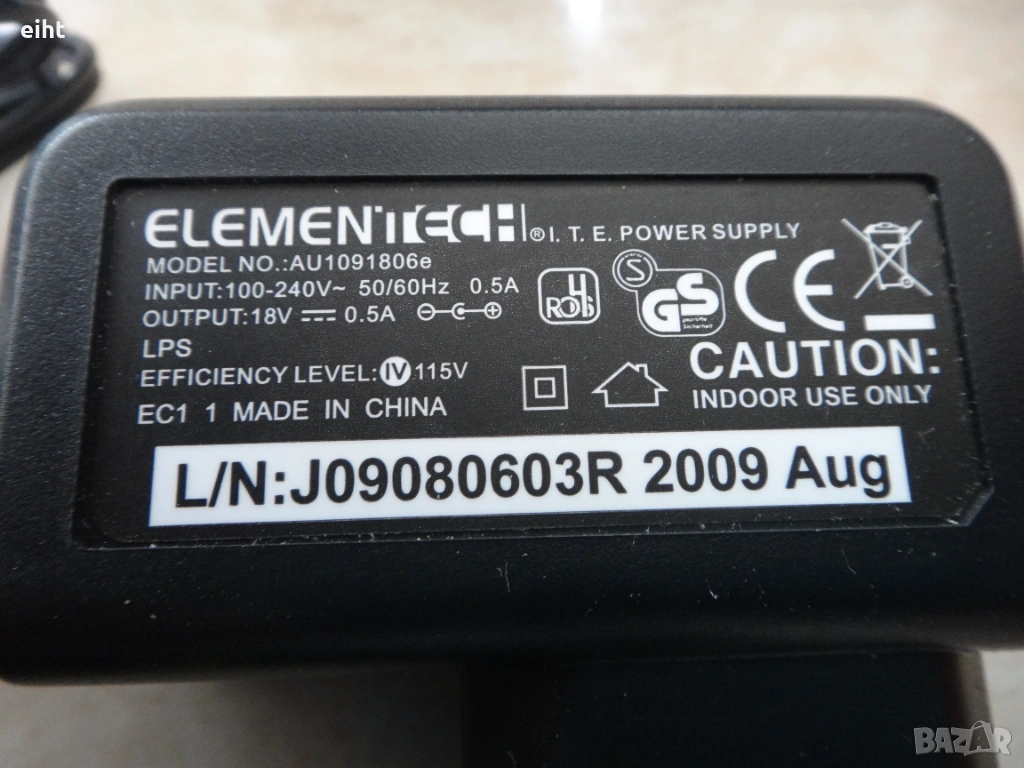 eiht
ELEMENTECH® I. T. E. POWER SUPPLY
MODEL NO.:AU1091806e
INPUT:100-240V~ 50/60Hz 0.5A
OUTPUT:18V 0.5A
LPS
EFFICIENCY LEVEL:IV 115V
EC1 1 MADE IN CHINA
RoHS
S
GS
geprüfte
Sicherheit
CE
CAUTION:
INDOOR USE ONLY
L/N:J09080603R 2009 Aug
BAZAR